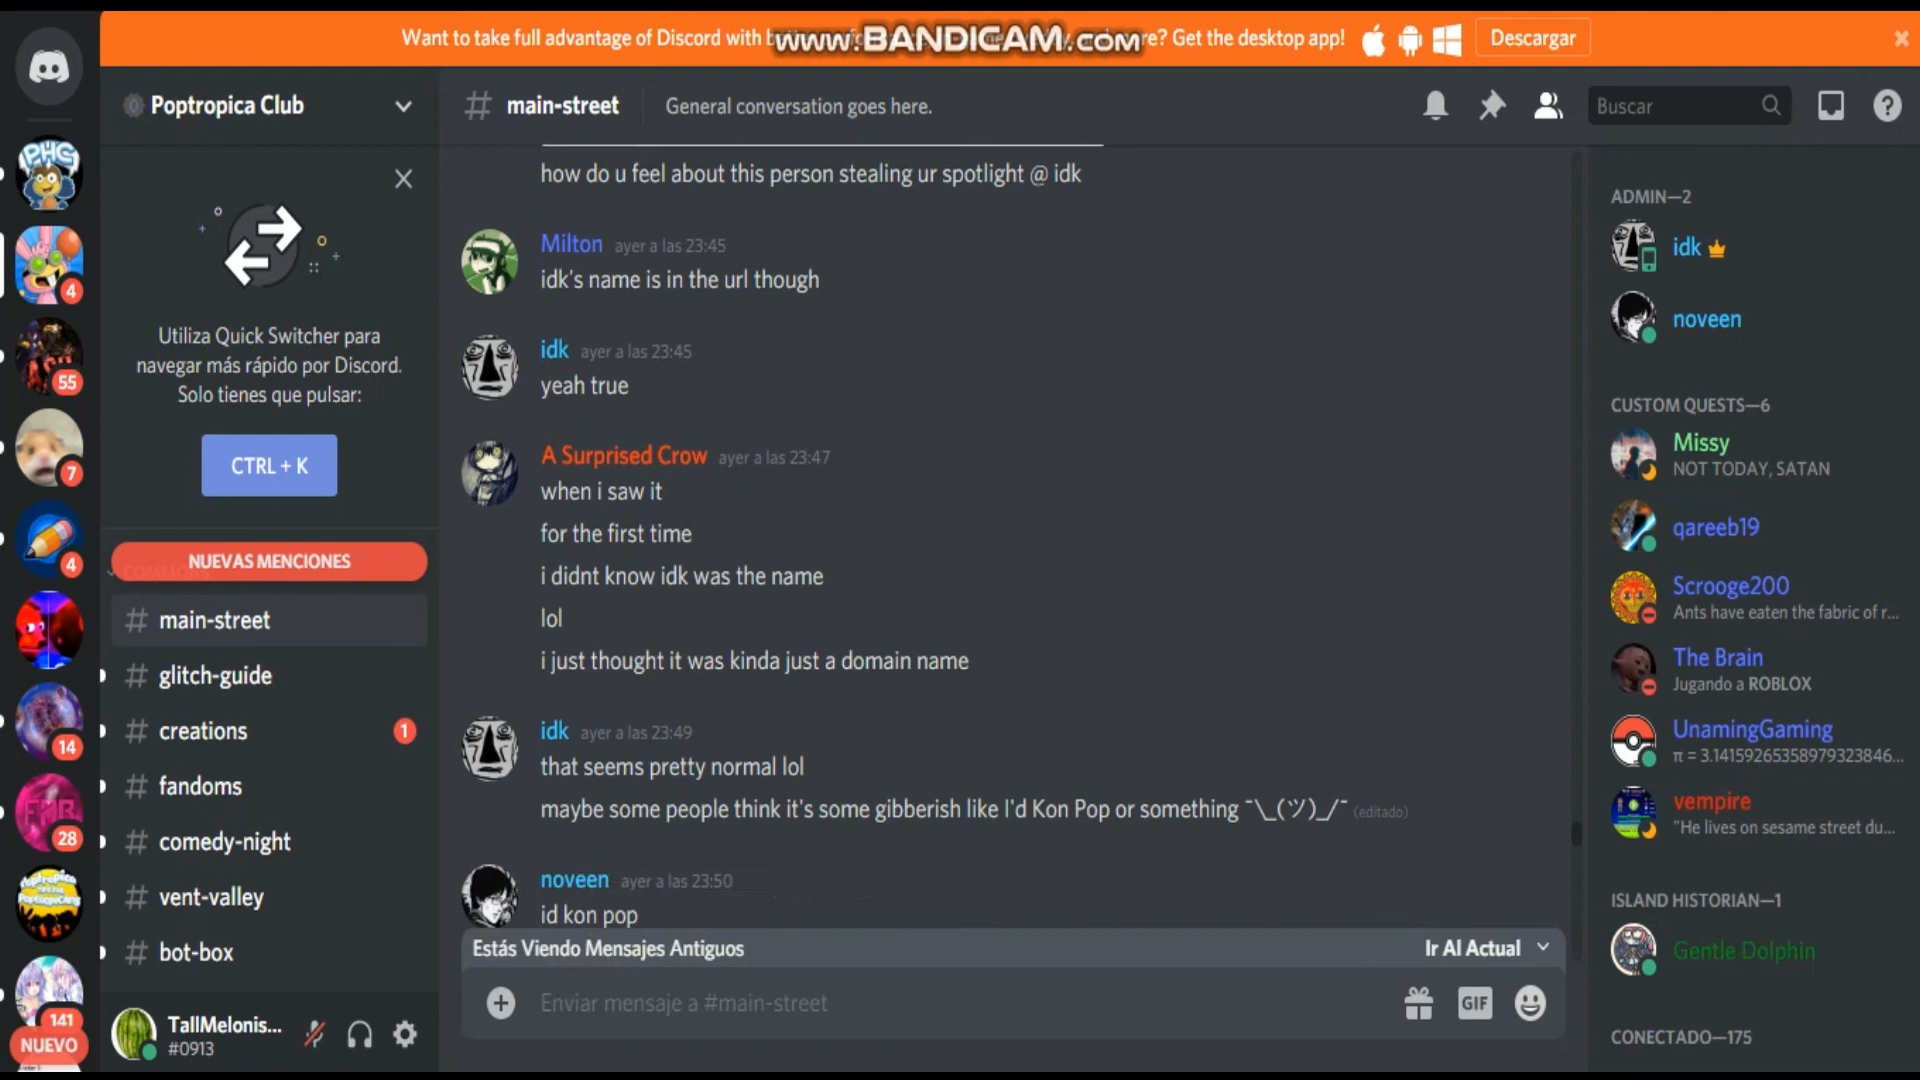 Want to take full advantage of Discord with b
www.BANDICAM.com
re? Get the desktop app!
Descargar
Poptropica Club
main-street
General conversation goes here.
Buscar
how do u feel about this person stealing ur spotlight @ idk
Milton ayer a las 23:45
idk's name is in the url though
idk ayer a las 23:45
yeah true
A Surprised Crow ayer a las 23:47
when i saw it
for the first time
i didnt know idk was the name
lol
i just thought it was kinda just a domain name
idk ayer a las 23:49
that seems pretty normal lol
maybe some people think it's some gibberish like I'd Kon Pop or something ¯\_(ツ)_/¯ (editado)
noveen ayer a las 23:50
id kon pop
Estás Viendo Mensajes Antiguos
Ir Al Actual
Enviar mensaje a #main-street
GIF
Utiliza Quick Switcher para
navegar más rápido por Discord.
Solo tienes que pulsar:
CTRL + K
NUEVAS MENCIONES
# main-street
# glitch-guide
# creations 1
# fandoms
# comedy-night
# vent-valley
# bot-box
TallMelonis...
#0913
PHG
4
55
7
4
14
28
141
NUEVO
ADMIN—2
idk
noveen
CUSTOM QUESTS—6
Missy
NOT TODAY, SATAN
qareeb19
Scrooge200
Ants have eaten the fabric of r...
The Brain
Jugando a ROBLOX
UnamingGaming
π = 3.14159265358979323846...
vempire
"He lives on sesame street du...
ISLAND HISTORIAN—1
Gentle Dolphin
CONECTADO—175